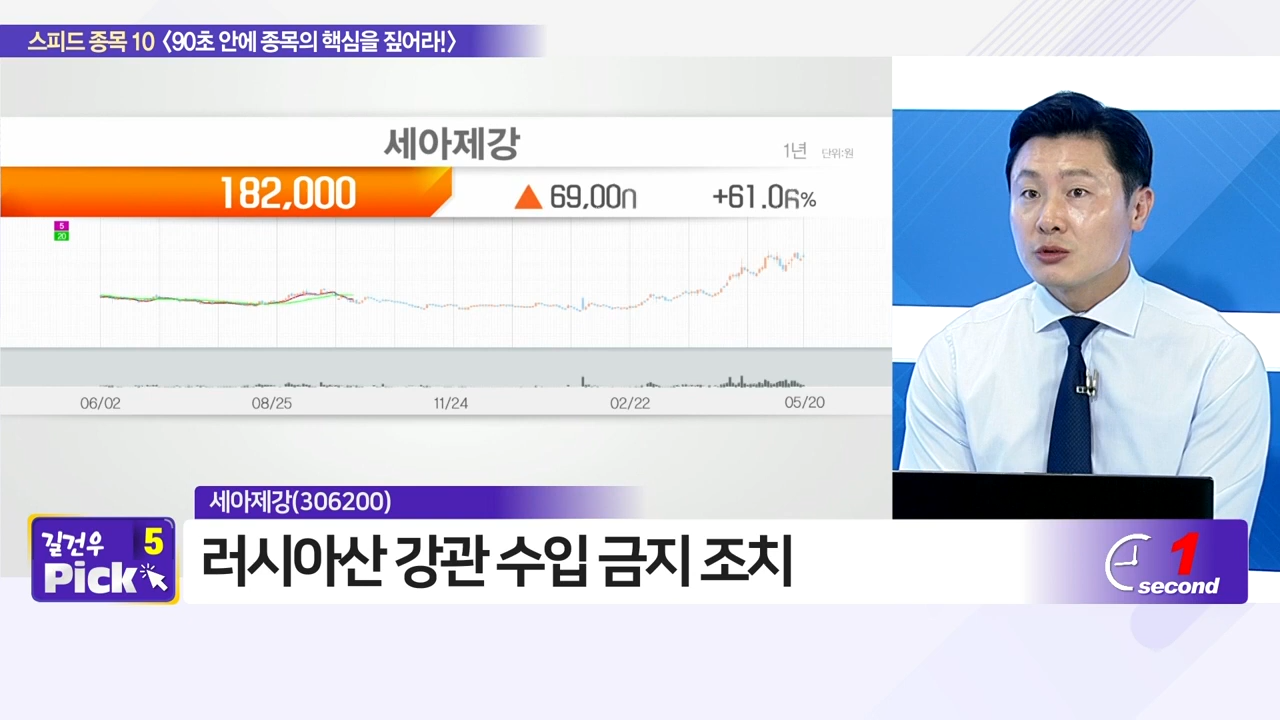 스피드 종목 10 〈90초 안에 종목의 핵심을 짚어라!〉
세아제강
1년 단위:원
182,000 ▲ 69,000 +61.06%
5
20
06/02 08/25 11/24 02/22 05/20
세아제강(306200)
길건우 5
Pick
러시아산 강관 수입 금지 조치
1
second